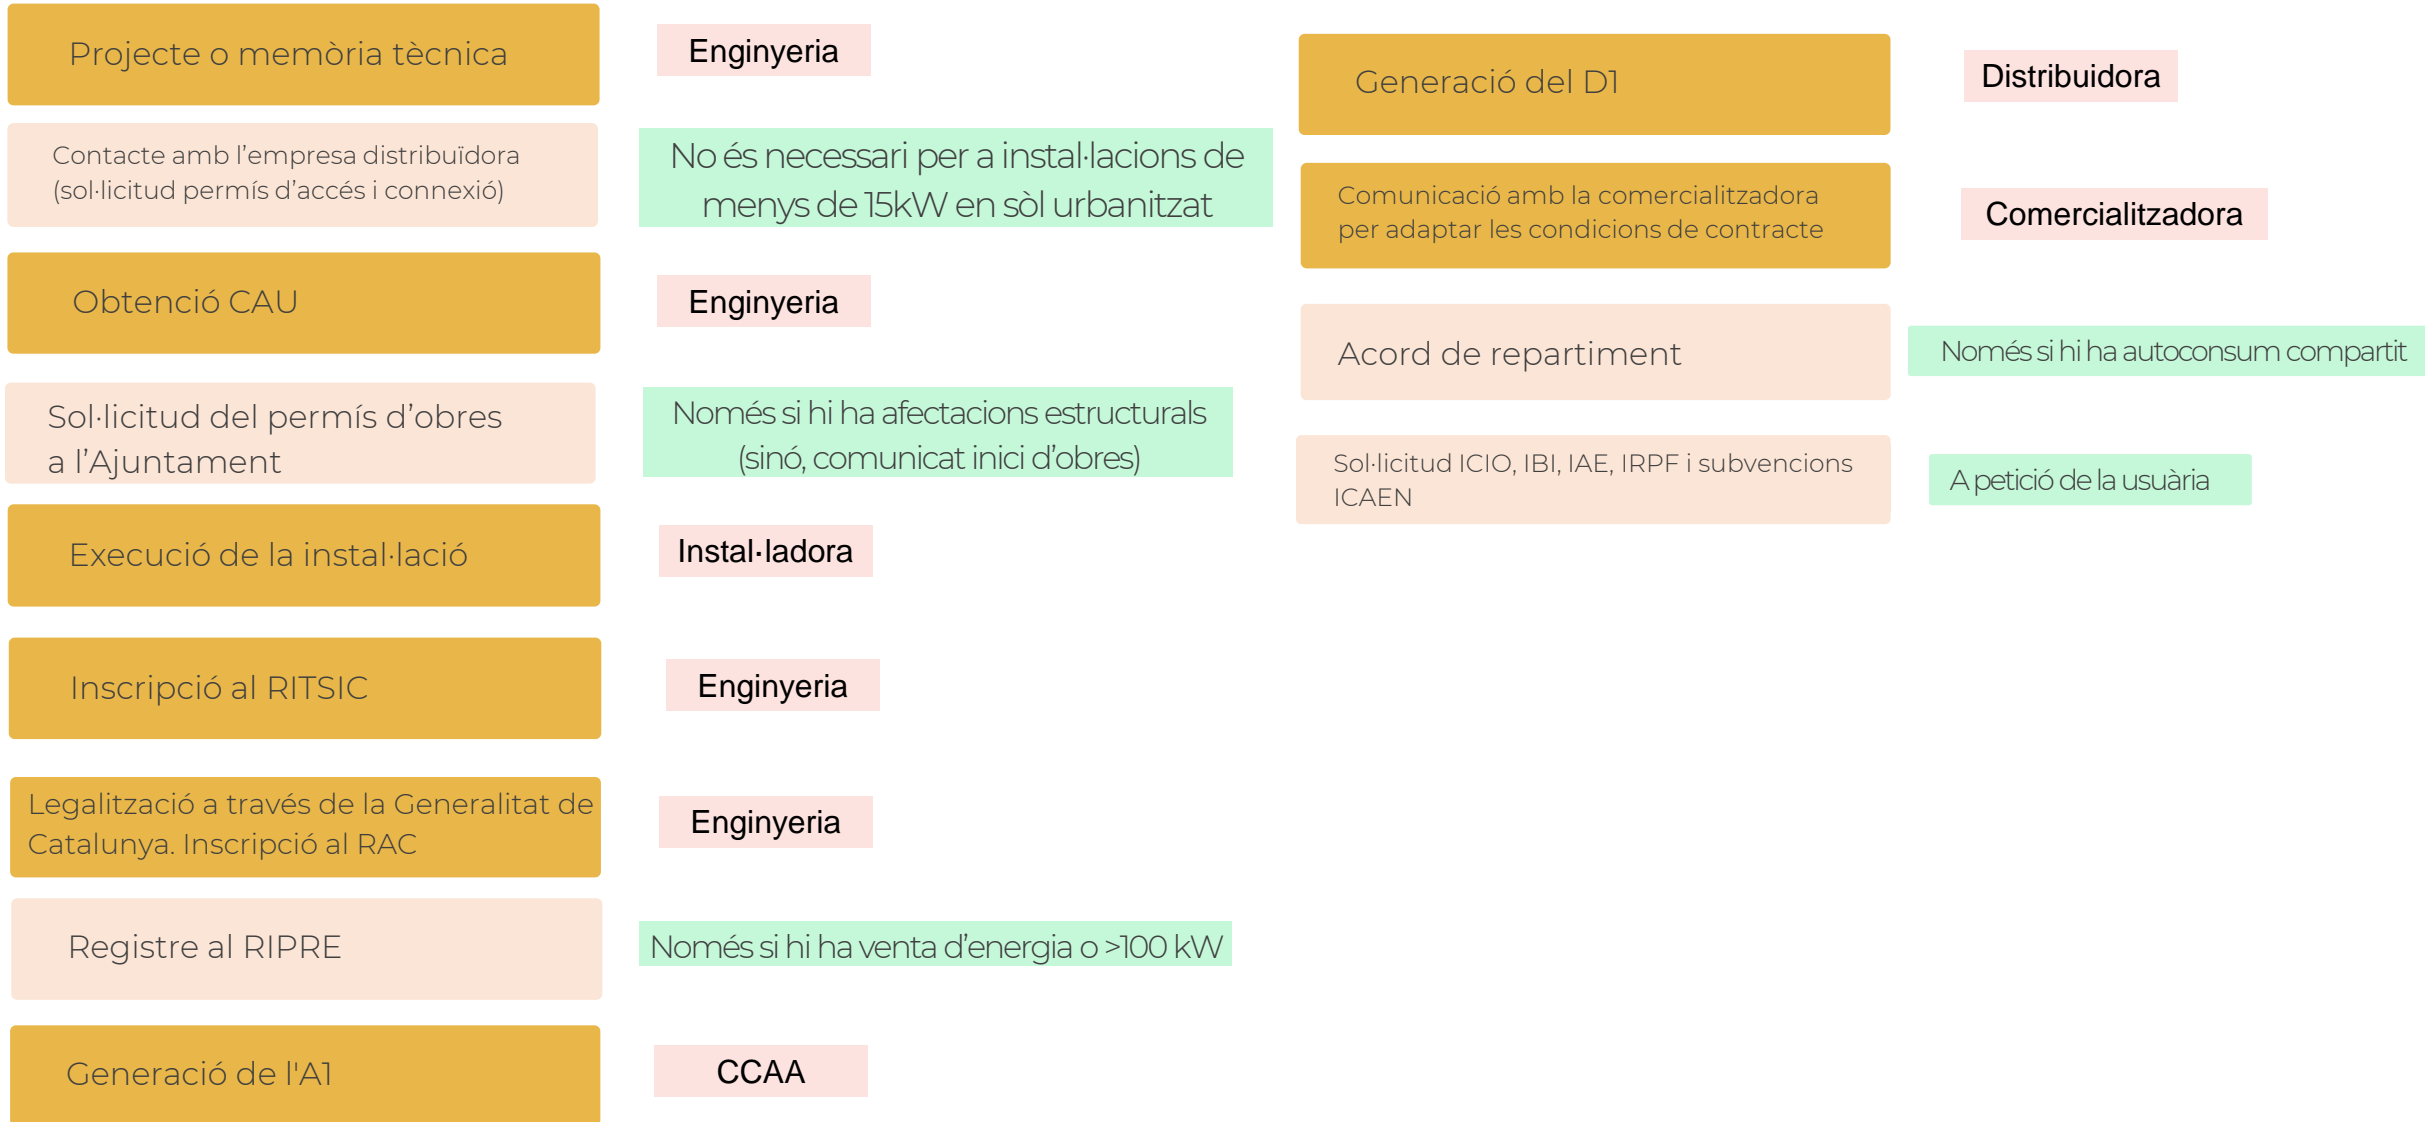 Projecte o memòria tècnica
Enginyeria
Contacte amb l'empresa distribuïdora
(sol·licitud permís d'accés i connexió)
No és necessari per a instal·lacions de
menys de 15kW en sòl urbanitzat
Obtenció CAU
Enginyeria
Sol·licitud del permís d'obres
a l'Ajuntament
Només si hi ha afectacions estructurals
(sinó, comunicat inici d'obres)
Execució de la instal·lació
Instal·ladora
Inscripció al RITSIC
Enginyeria
Legalització a través de la Generalitat de
Catalunya. Inscripció al RAC
Enginyeria
Registre al RIPRE
Només si hi ha venta d'energia o >100 kW
Generació de l'A1
CCAA
Generació del D1
Distribuidora
Comunicació amb la comercialitzadora
per adaptar les condicions de contracte
Comercialitzadora
Acord de repartiment
Només si hi ha autoconsum compartit
Sol·licitud ICIO, IBI, IAE, IRPF i subvencions
ICAEN
A petició de la usuària